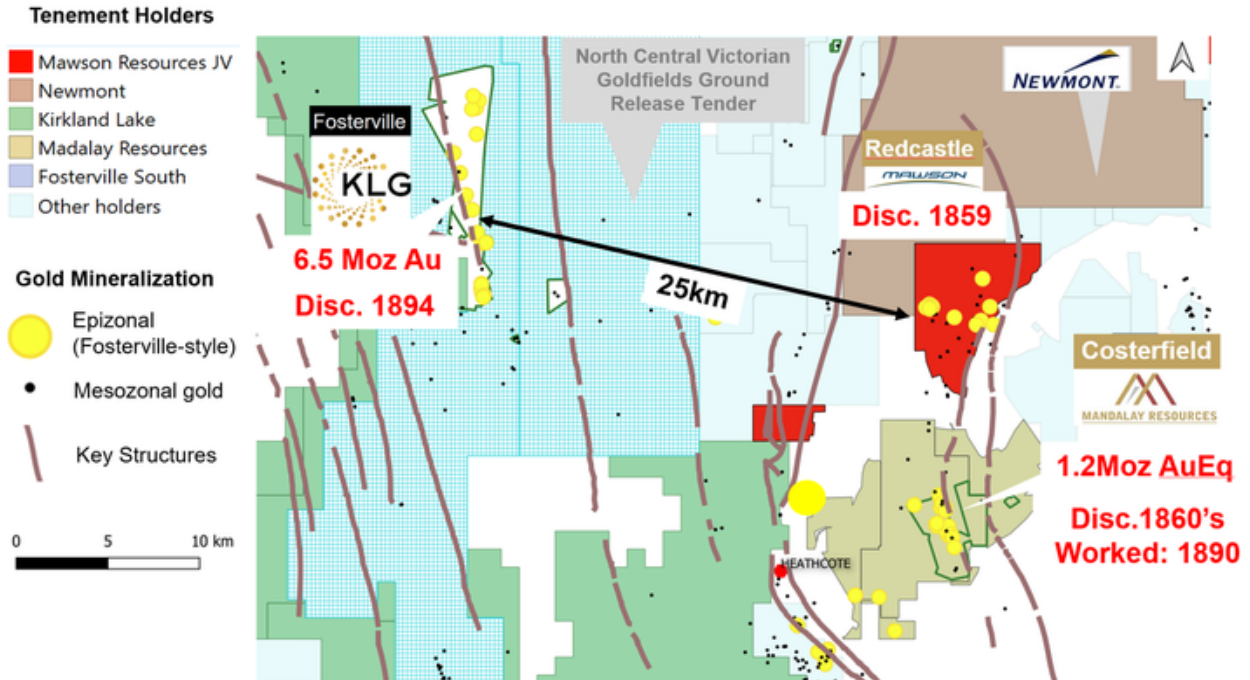 Tenement Holders
Mawson Resources JV
Newmont
Kirkland Lake
Madalay Resources
Fosterville South
Other holders
Gold Mineralization
Epizonal
(Fosterville-style)
Mesozonal gold
Key Structures
0 5 10 km
Fosterville
KLG
6.5 Moz Au
Disc. 1894
North Central Victorian
Goldfields Ground
Release Tender
25km
NEWMONT
Redcastle
MAWSON
Disc. 1859
Costerfield
MANDALAY RESOURCES
1.2Moz AuEq
Disc.1860's
Worked: 1890
HEATHCOTE